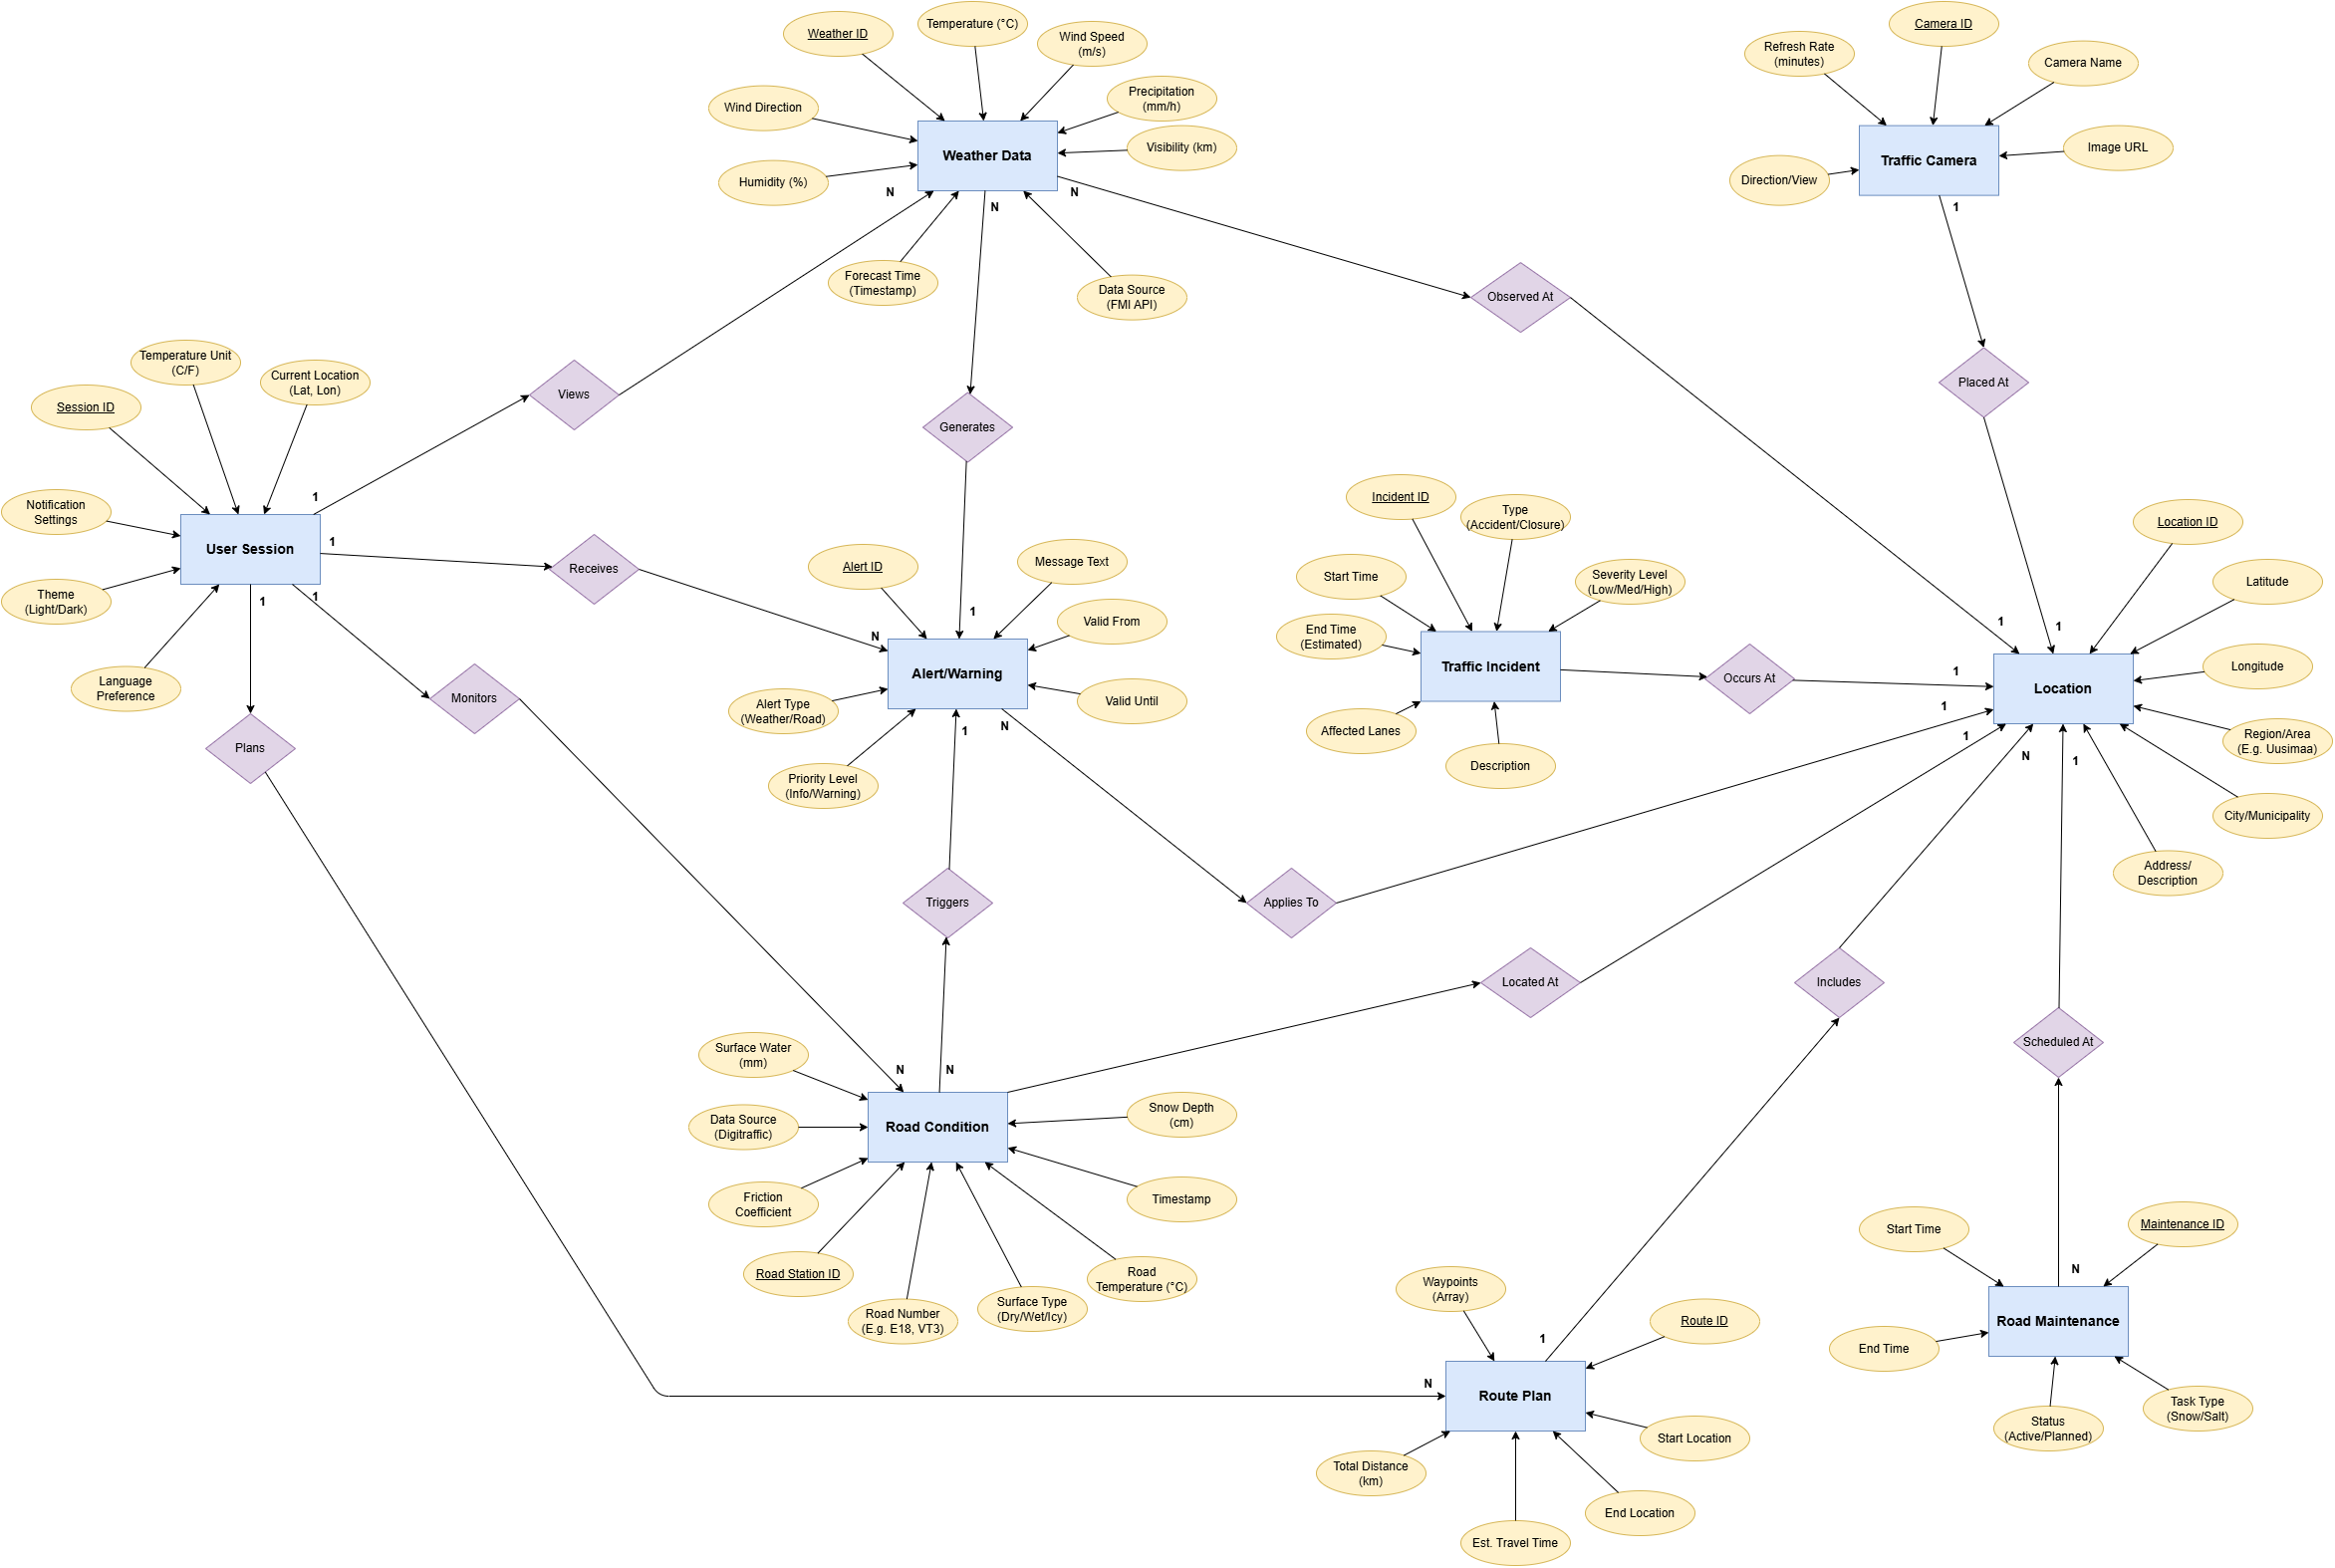 Weather ID
Temperature (°C)
Wind Speed
(m/s)
Wind Direction
Precipitation
(mm/h)
Visibility (km)
Humidity (%)
Weather Data
N
N
N
Forecast Time
(Timestamp)
Data Source
(FMI API)
Camera ID
Refresh Rate
(minutes)
Camera Name
Image URL
Direction/View
Traffic Camera
1
Observed At
Placed At
Views
Generates
Temperature Unit
(C/F)
Current Location
(Lat, Lon)
Session ID
Notification
Settings
User Session
Theme
(Light/Dark)
Language
Preference
1
1
1
1
Receives
Monitors
Plans
Alert ID
Message Text
Valid From
Valid Until
Alert Type
(Weather/Road)
Priority Level
(Info/Warning)
Alert/Warning
1
N
1
N
Incident ID
Type
(Accident/Closure)
Start Time
Severity Level
(Low/Med/High)
End Time
(Estimated)
Traffic Incident
Affected Lanes
Description
Occurs At
Location ID
Latitude
Longitude
Region/Area
(E.g. Uusimaa)
City/Municipality
Address/
Description
Location
1
1
1
1
1
N
1
Triggers
Applies To
Located At
Includes
Scheduled At
Surface Water
(mm)
N
N
Data Source
(Digitraffic)
Road Condition
Snow Depth
(cm)
Friction
Coefficient
Timestamp
Road Station ID
Road Number
(E.g. E18, VT3)
Surface Type
(Dry/Wet/Icy)
Road
Temperature (°C)
Waypoints
(Array)
Route ID
1
N
Route Plan
Start Location
Total Distance
(km)
End Location
Est. Travel Time
Start Time
Maintenance ID
N
Road Maintenance
End Time
Status
(Active/Planned)
Task Type
(Snow/Salt)